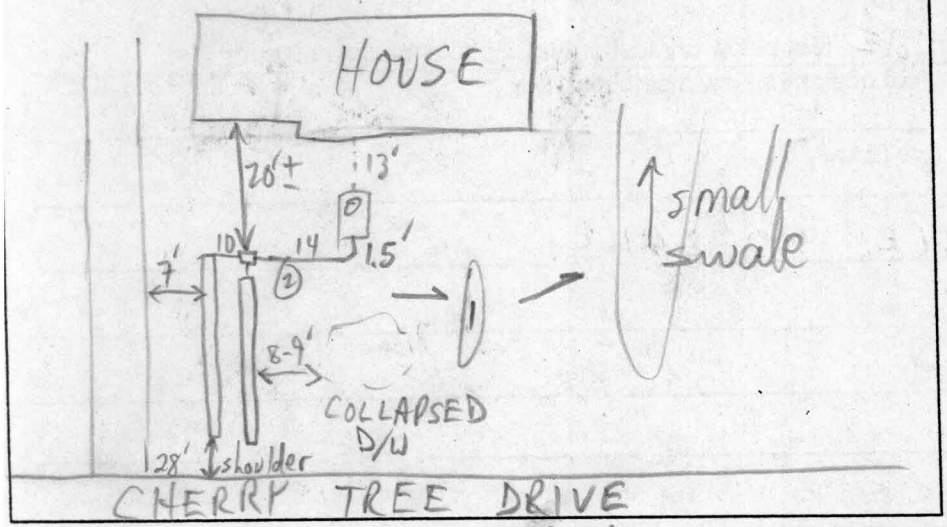 HOUSE
20'±
13'
0
10
14
1.5'
7'
2
small
swale
8-9'
COLLAPSED
D/W
28'
shoulder
CHERRY TREE DRIVE